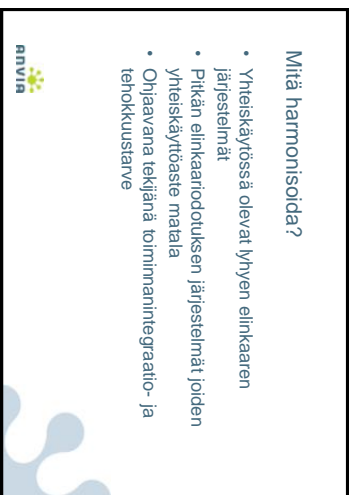 Mitä harmonisoida?
• Yhteiskäytössä olevat lyhyen elinkaaren
järjestelmät
• Pitkän elinkaariodotuksen järjestelmät joiden
yhteiskäyttöaste matala
• Ohjaavana tekijänä toiminnanintegraatio- ja
tehokkuustarve
anvia